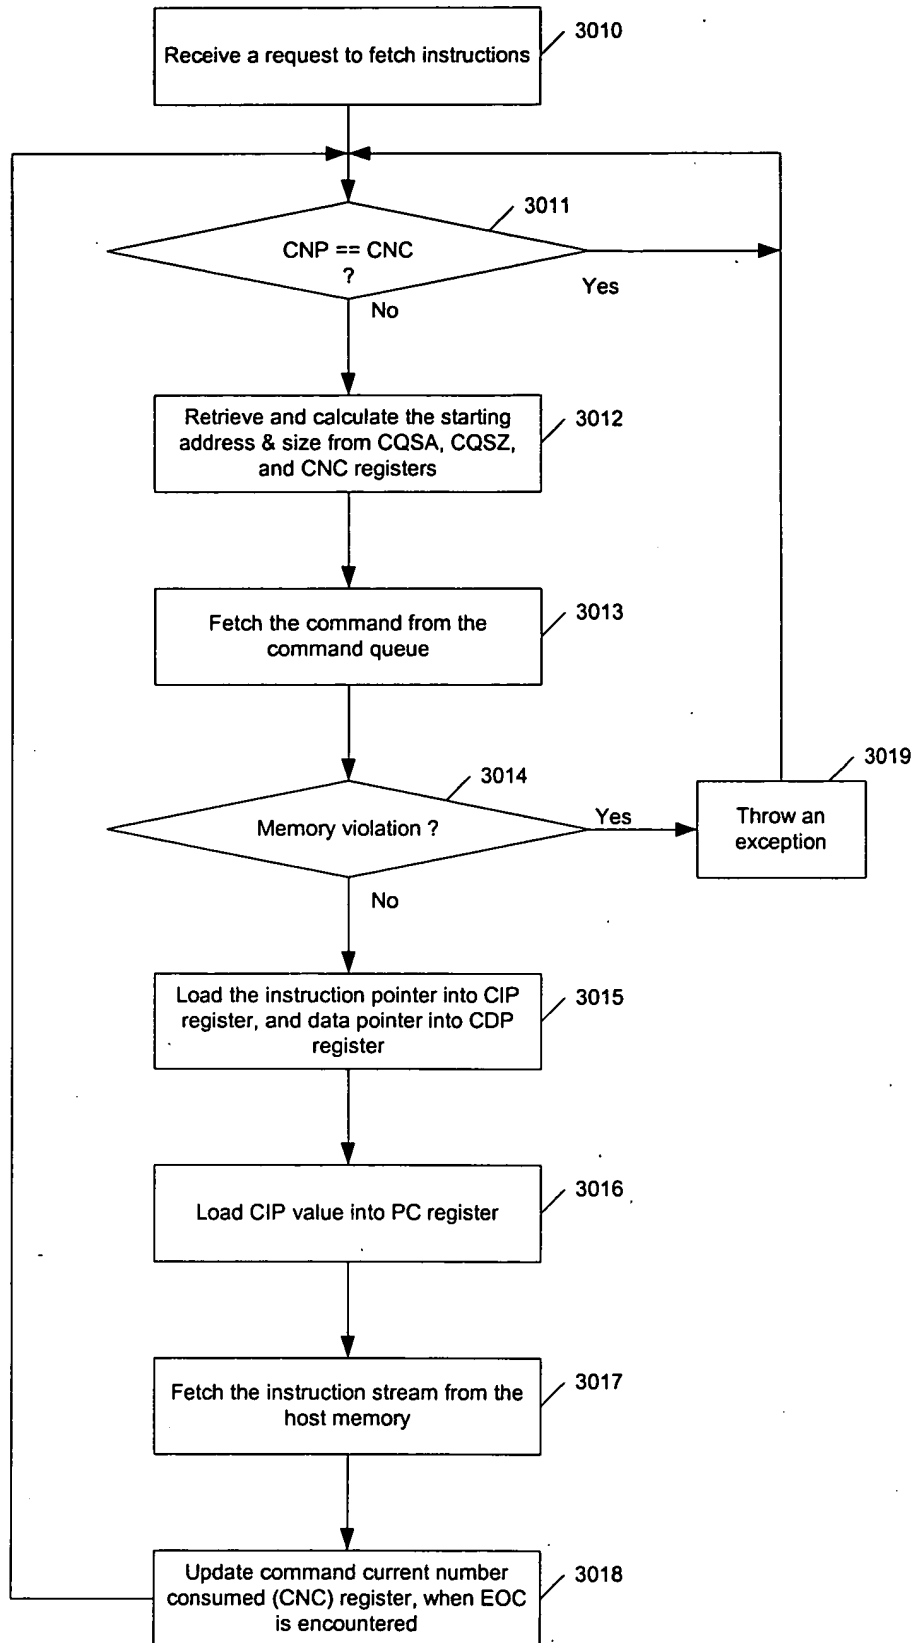 Receive a request to fetch instructions
3010
3011
CNP == CNC
?
Yes
No
Retrieve and calculate the starting
address & size from CQSA, CQSZ,
and CNC registers
3012
Fetch the command from the
command queue
3013
3014
Memory violation ?
Yes
3019
Throw an
exception
No
Load the instruction pointer into CIP
register, and data pointer into CDP
register
3015
Load CIP value into PC register
3016
Fetch the instruction stream from the
host memory
3017
Update command current number
consumed (CNC) register, when EOC
is encountered
3018